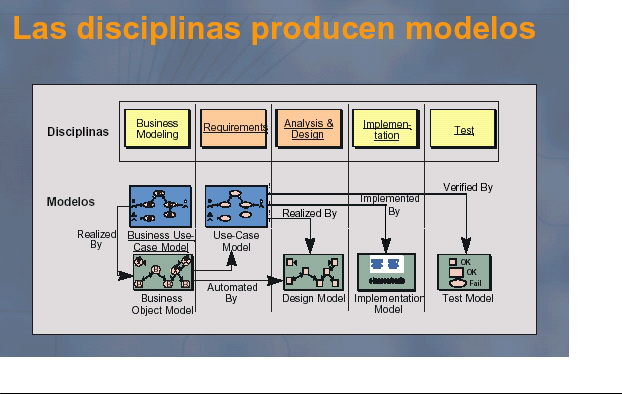 Las disciplinas producen modelos
Disciplinas
Business
Modeling
Requirements
Analysis &
Design
Implemen-
tation
Test
Modelos
Verified By
Implemented
By
Realized By
Realized
By
Business Use-
Case Model
Use-Case
Model
Automated
By
OK
OK
Fail
Business
Object Model
Design Model
Implementation
Model
Test Model